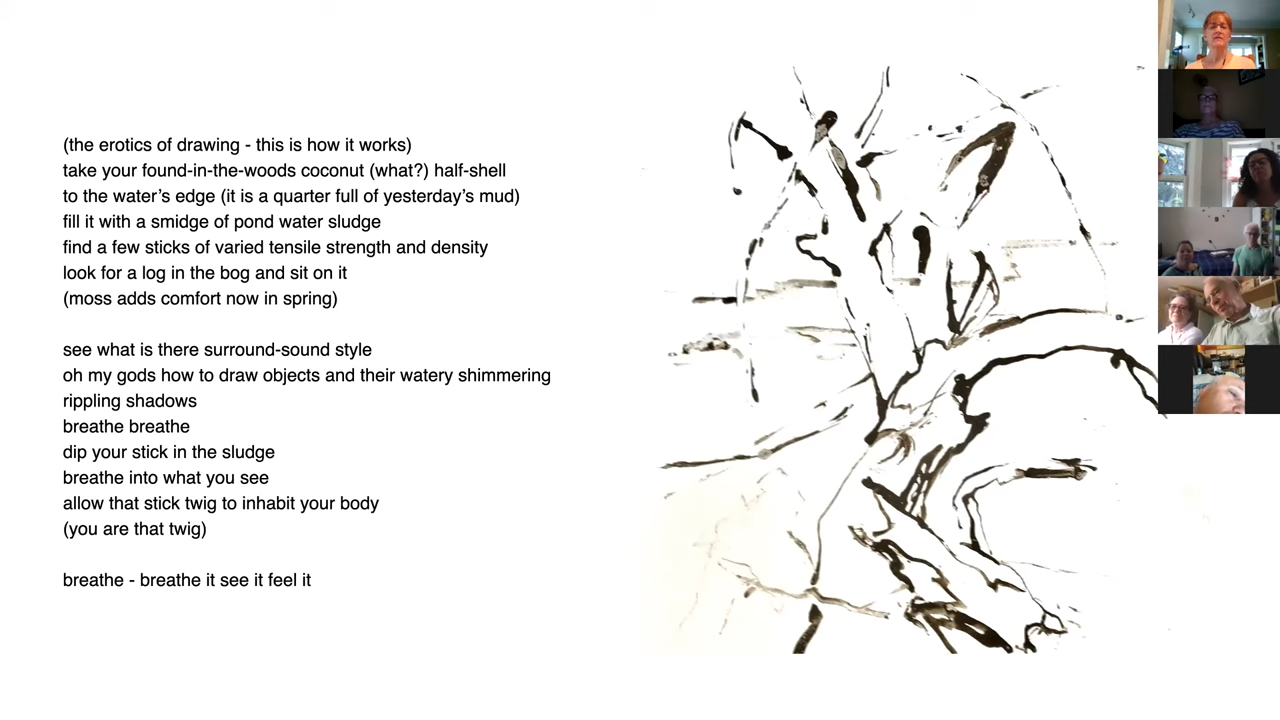 (the erotics of drawing - this is how it works)
take your found-in-the-woods coconut (what?) half-shell
to the water’s edge (it is a quarter full of yesterday’s mud)
fill it with a smidge of pond water sludge
find a few sticks of varied tensile strength and density
look for a log in the bog and sit on it
(moss adds comfort now in spring)
see what is there surround-sound style
oh my gods how to draw objects and their watery shimmering
rippling shadows
breathe breathe
dip your stick in the sludge
breathe into what you see
allow that stick twig to inhabit your body
(you are that twig)
breathe - breathe it see it feel it